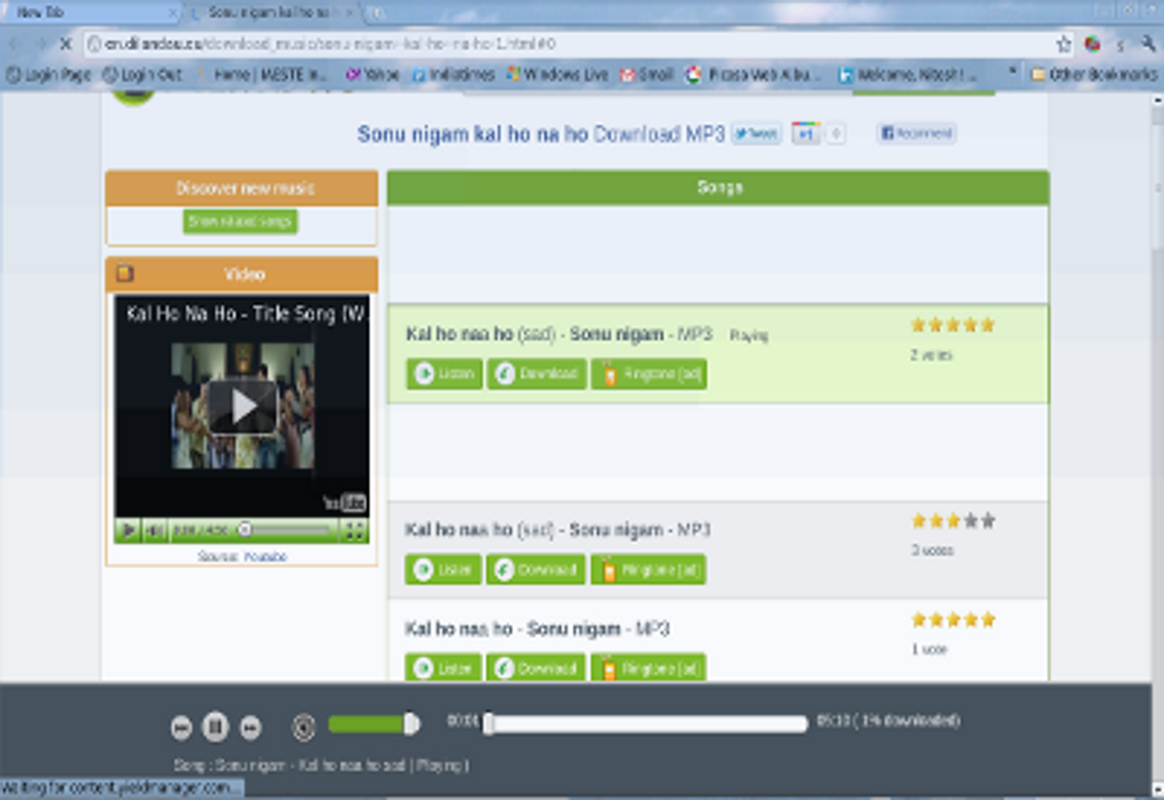 New Tab
Sonu nigam kal ho na
en.dilandau.eu/download_music/sonu-nigam-kal-ho-na-ho-1.html#0
Login Page Login Out Home | MESTE In... Yahoo Indiatimes Windows Live Gmail Picasa Web Albu... Welcome, Nitesh! ... Other Bookmarks
Sonu nigam kal ho na ho Download MP3 Tweet +1 0 Recommend
Discover new music
Songs
Show related songs
Video
Kal Ho Na Ho - Title Song (W
YouTube
Source: Youtube
Kal ho naa ho (sad) - Sonu nigam - MP3 Playing
2 votes
Listen Download Ringtone [ad]
Kal ho naa ho (sad) - Sonu nigam - MP3
3 votes
Listen Download Ringtone [ad]
Kal ho naa ho - Sonu nigam - MP3
1 vote
Listen Download Ringtone [ad]
00:01 05:10 ( 1% downloaded)
Song : Sonu nigam - Kal ho naa ho sad ( Playing )
Waiting for content.yieldmanager.com...